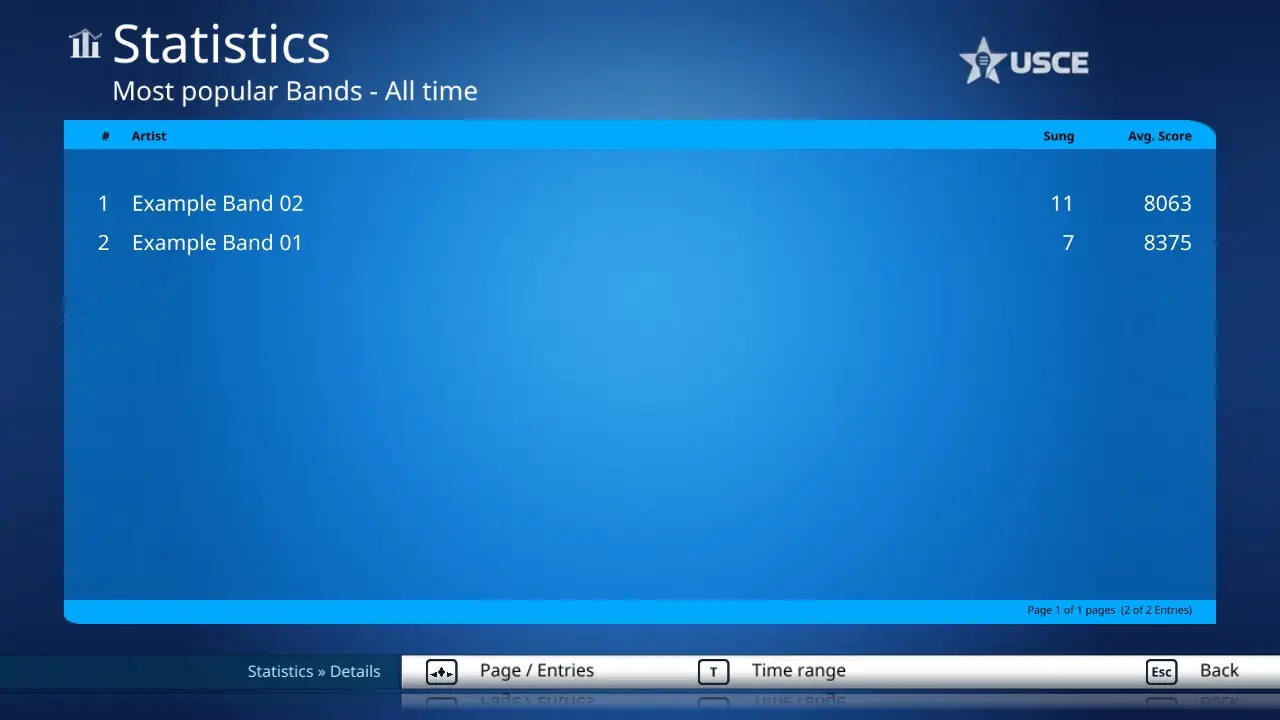 Statistics
Most popular Bands - All time
USCE
# Artist Sung Avg. Score
1 Example Band 02 11 8063
2 Example Band 01 7 8375
Page 1 of 1 pages (2 of 2 Entries)
Statistics » Details Page / Entries T Time range Esc Back